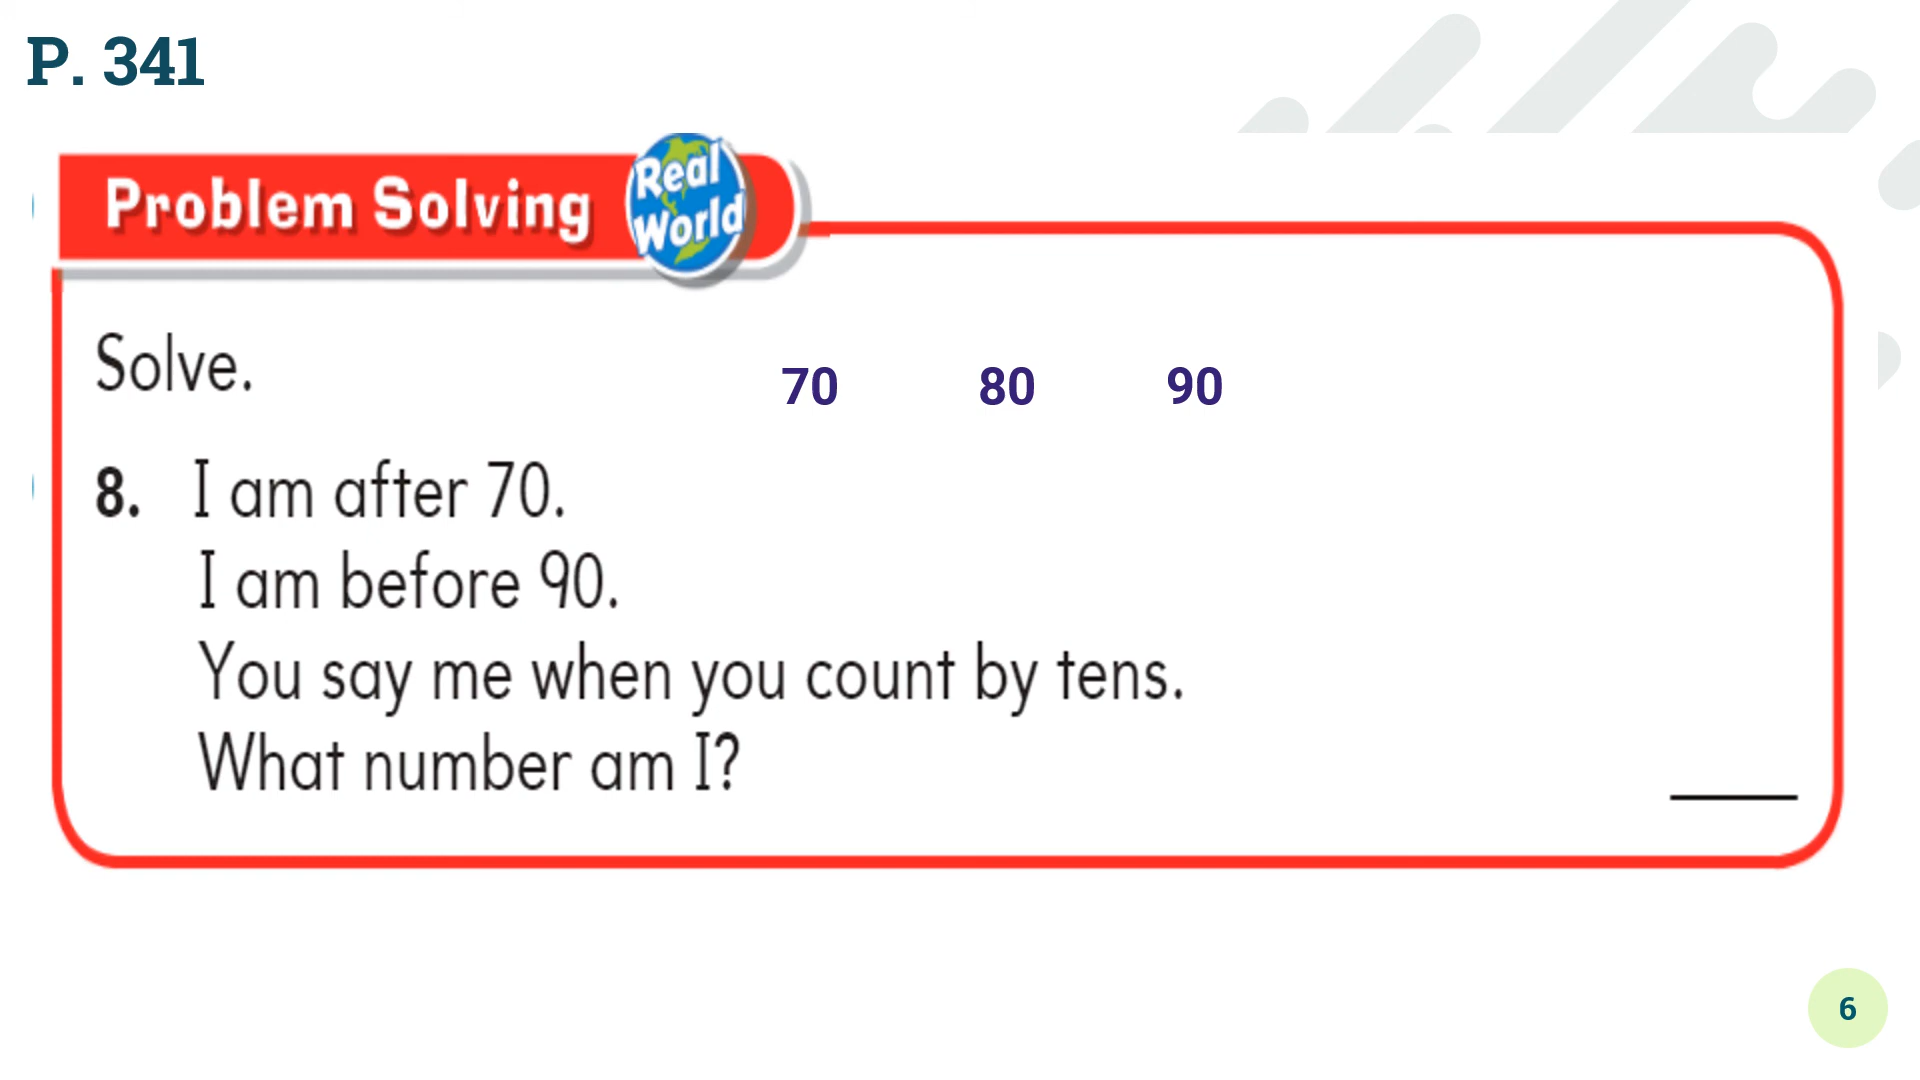 P. 341
Problem Solving Real World
Solve.
70 80 90
8. I am after 70.
I am before 90.
You say me when you count by tens.
What number am I?
6